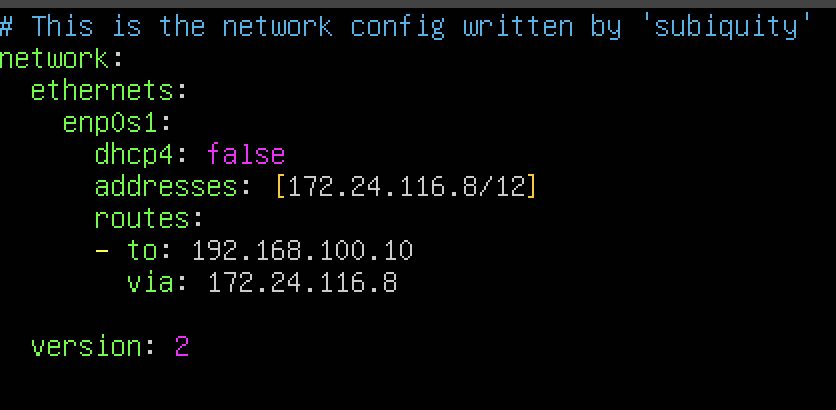 # This is the network config written by 'subiquity'
network:
  ethernets:
    enp0s1:
      dhcp4: false
      addresses: [172.24.116.8/12]
      routes:
      - to: 192.168.100.10
        via: 172.24.116.8

  version: 2